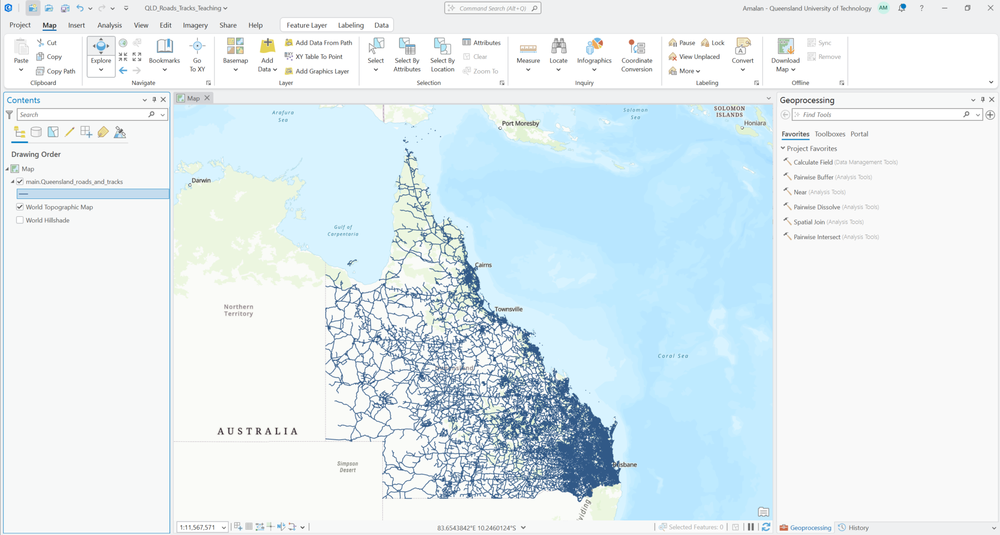 QLD_Roads_Tracks_Teaching
Command Search (Alt+Q)
Amalan - Queensland University of Technology
AM
?
Project
Map
Insert
Analysis
View
Edit
Imagery
Share
Help
Feature Layer
Labeling
Data
Paste
Cut
Copy
Copy Path
Clipboard
Explore
Bookmarks
Go
To XY
Navigate
Basemap
Add
Data
Add Data From Path
XY Table To Point
Add Graphics Layer
Layer
Select
Select By
Attributes
Select By
Location
Attributes
Clear
Zoom To
Selection
Measure
Locate
Infographics
Coordinate
Conversion
Inquiry
Pause
Lock
View Unplaced
More
Convert
Labeling
Download
Map
Sync
Remove
Offline
Contents
Search
Drawing Order
Map
main.Queensland_roads_and_tracks
World Topographic Map
World Hillshade
Map
Arafura
Sea
Port Moresby
Solomon
Sea
SOLOMON
ISLANDS
Honiara
Darwin
Gulf of
Carpentaria
Cairns
Northern
Territory
Townsville
Coral Sea
Queensland
AUSTRALIA
Simpson
Desert
Brisbane
viding
1:11,567,571
83.6543842°E 10.2460124°S
Selected Features: 0
Geoprocessing
Find Tools
Favorites
Toolboxes
Portal
Project Favorites
Calculate Field (Data Management Tools)
Pairwise Buffer (Analysis Tools)
Near (Analysis Tools)
Pairwise Dissolve (Analysis Tools)
Spatial Join (Analysis Tools)
Pairwise Intersect (Analysis Tools)
Geoprocessing
History